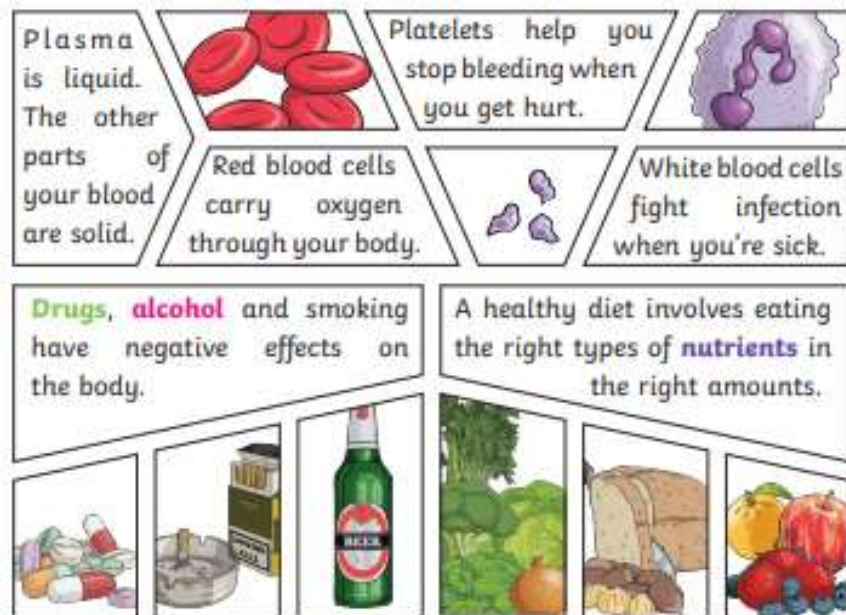 Plasma
is liquid.
The other
parts of
your blood
are solid.
Platelets help you
stop bleeding when
you get hurt.
Red blood cells
carry oxygen
through your body.
White blood cells
fight infection
when you're sick.
Drugs, alcohol and smoking
have negative effects on
the body.
A healthy diet involves eating
the right types of nutrients in
the right amounts.
BEER